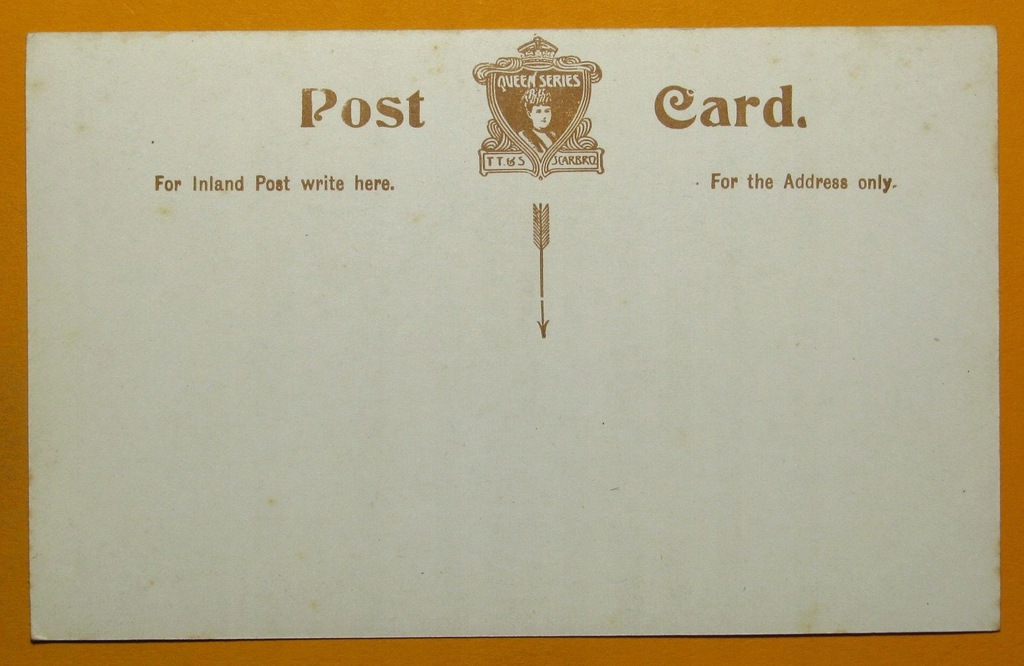 Post Card.
QUEEN SERIES
T T. & S SCARBRO
For Inland Post write here.
For the Address only.